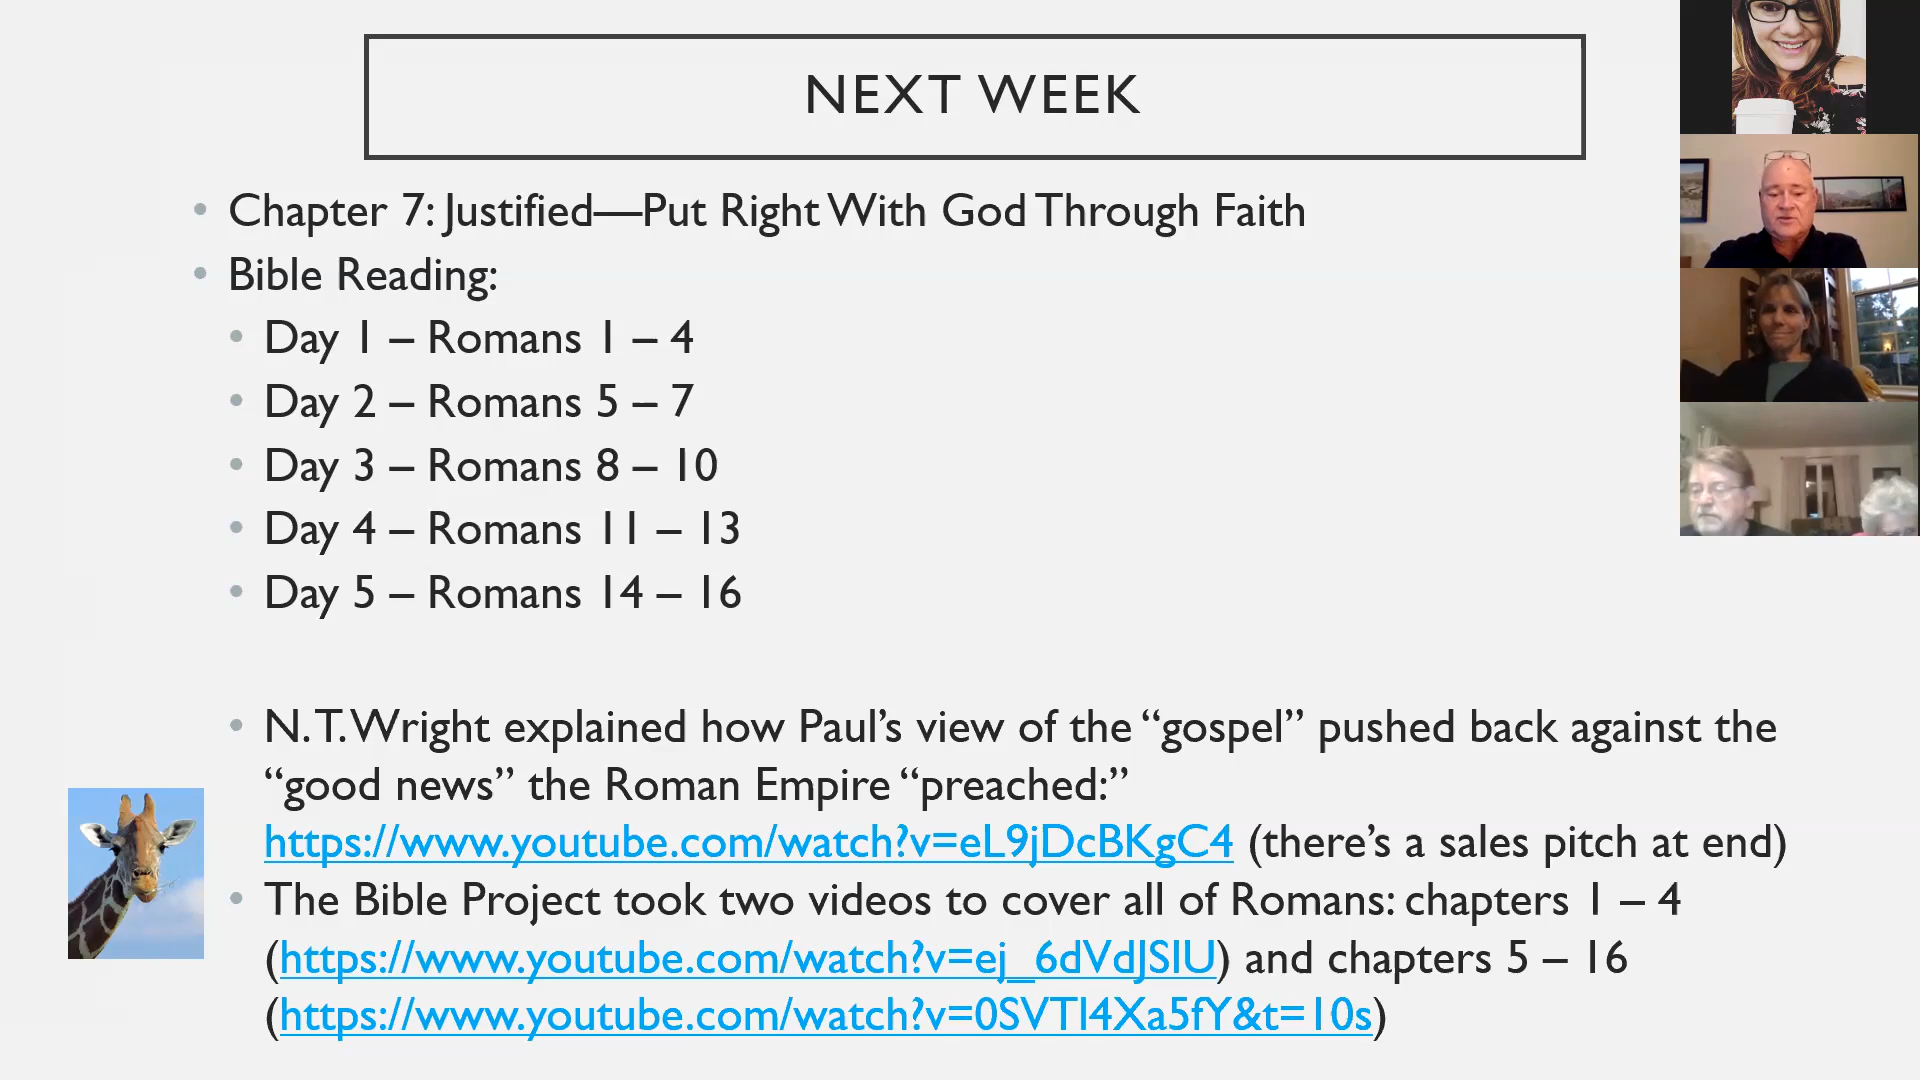 NEXT WEEK
• Chapter 7: Justified—Put Right With God Through Faith
• Bible Reading:
• Day 1 – Romans 1 – 4
• Day 2 – Romans 5 – 7
• Day 3 – Romans 8 – 10
• Day 4 – Romans 11 – 13
• Day 5 – Romans 14 – 16
• N.T. Wright explained how Paul’s view of the “gospel” pushed back against the
“good news” the Roman Empire “preached:”
https://www.youtube.com/watch?v=eL9jDcBKgC4 (there’s a sales pitch at end)
• The Bible Project took two videos to cover all of Romans: chapters 1 – 4
(https://www.youtube.com/watch?v=ej_6dVdJSIU) and chapters 5 – 16
(https://www.youtube.com/watch?v=0SVTl4Xa5fY&t=10s)